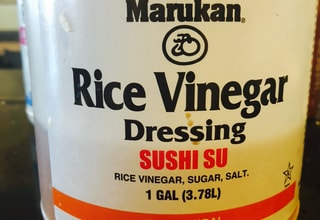 Marukan®
Rice Vinegar
Dressing
SUSHI SU
RICE VINEGAR, SUGAR, SALT.
1 GAL (3.78L)